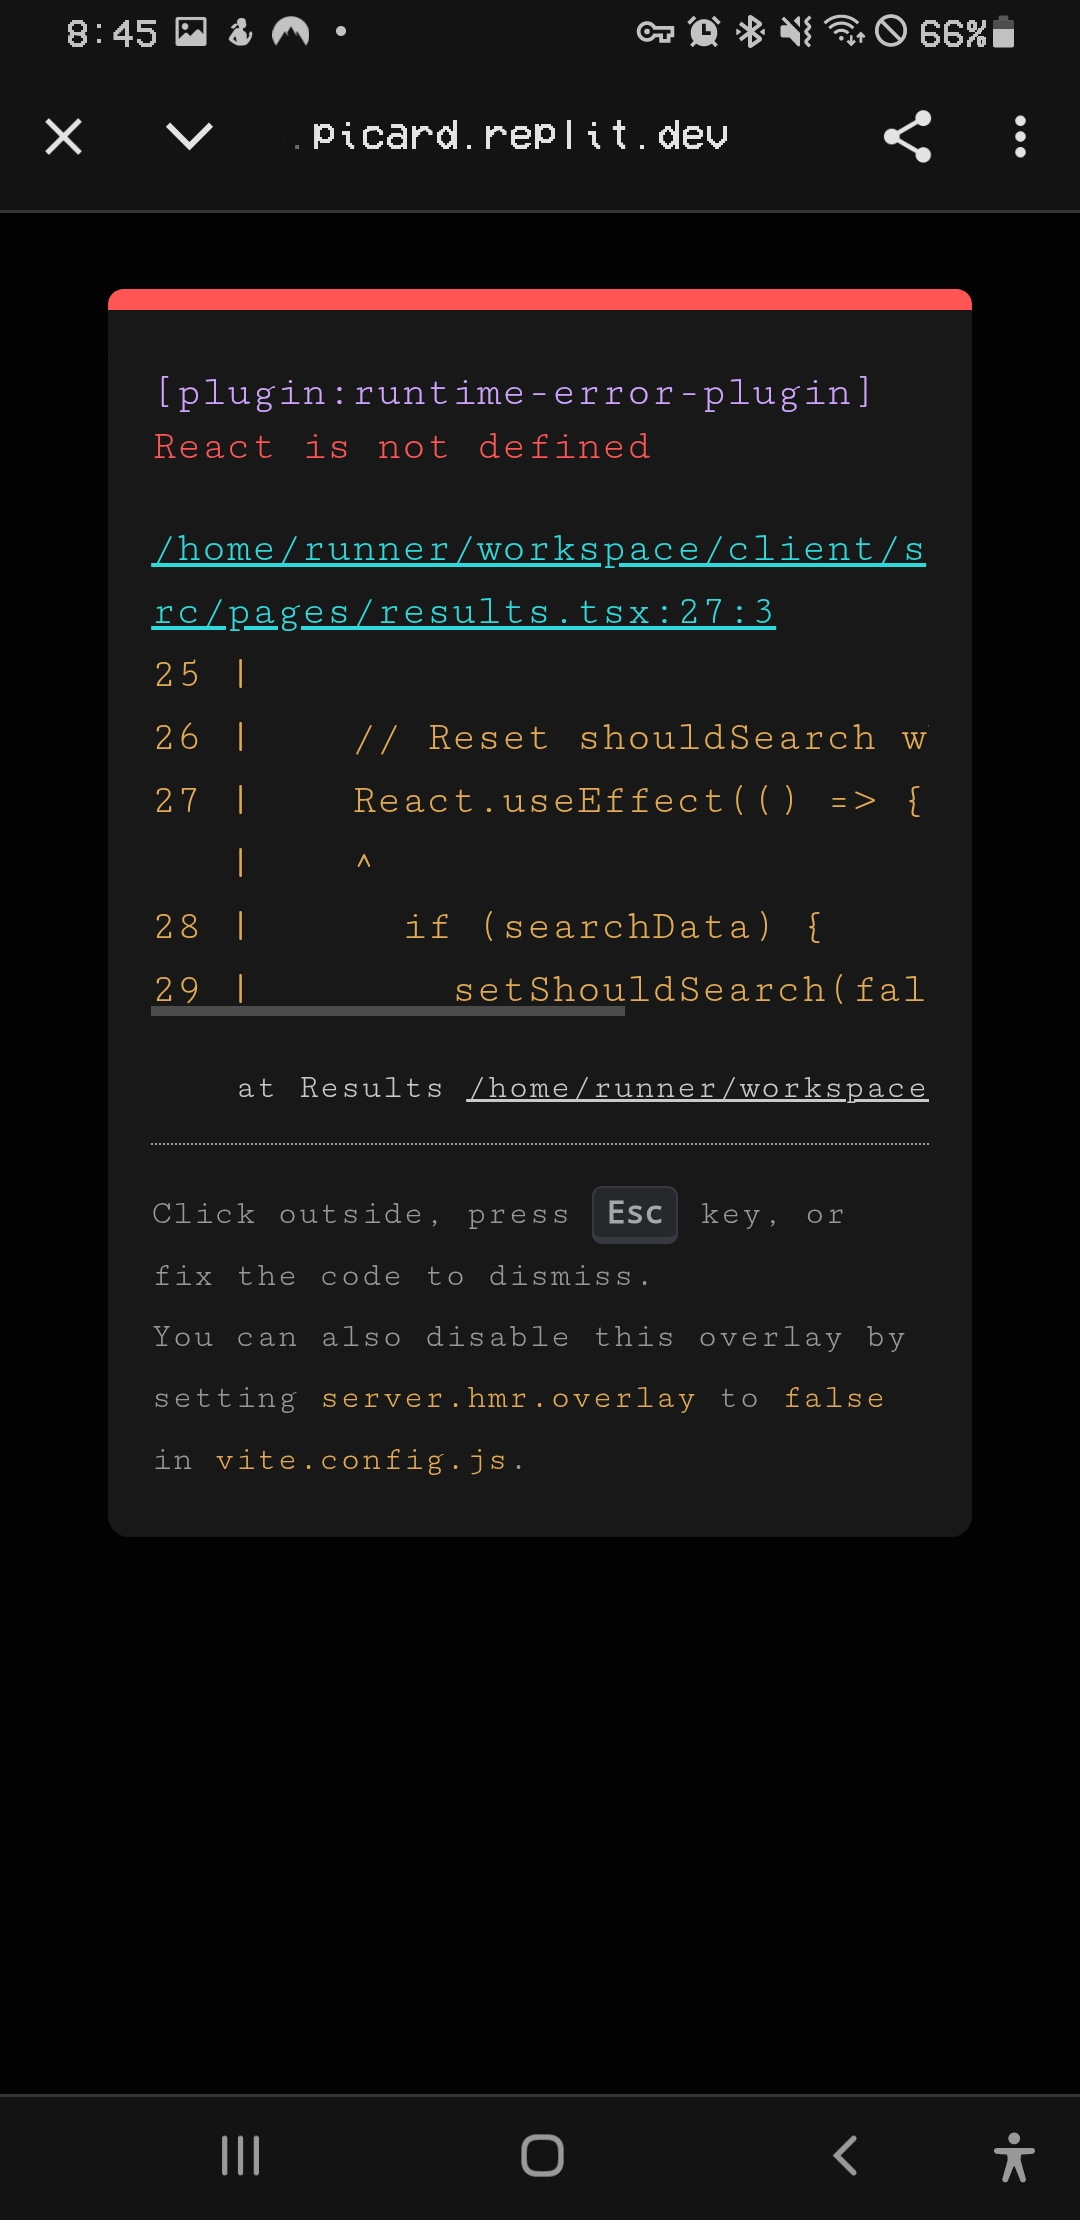 8:45
66%
.picard.replit.dev
[plugin:runtime-error-plugin]
React is not defined
/home/runner/workspace/client/s
rc/pages/results.tsx:27:3
25 |
26 |    // Reset shouldSearch
27 |    React.useEffect(() => {
   |    ^
28 |      if (searchData) {
29 |        setShouldSearch(fal
at Results /home/runner/workspace
Click outside, press Esc key, or
fix the code to dismiss.
You can also disable this overlay by
setting server.hmr.overlay to false
in vite.config.js.